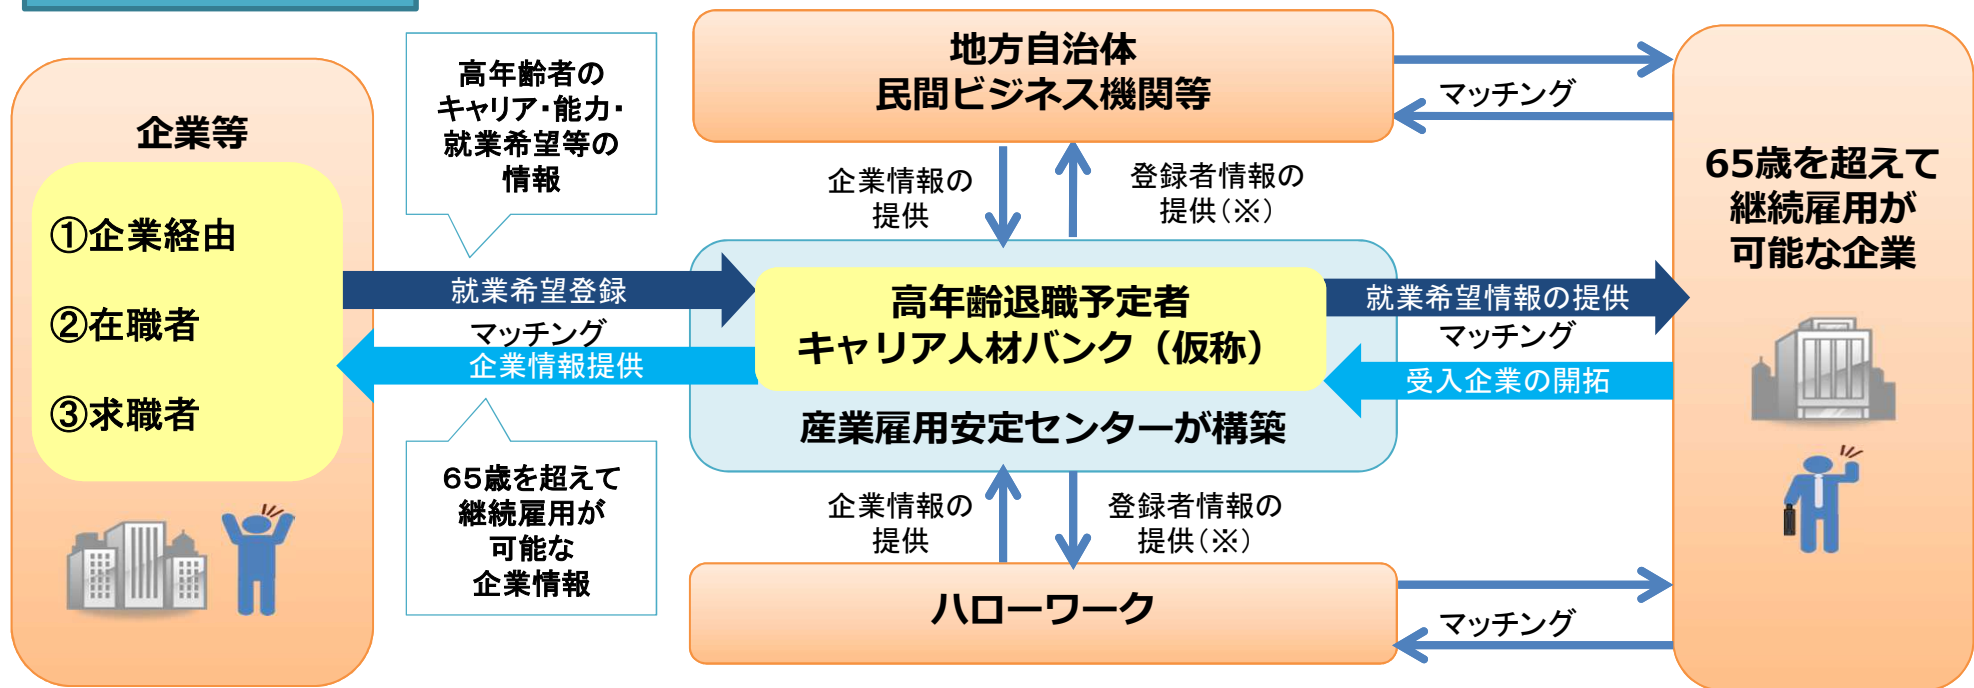 企業等
①企業経由
②在職者
③求職者
高年齢者の
キャリア・能力・
就業希望等の
情報
就業希望登録
マッチング
企業情報提供
65歳を超えて
継続雇用が
可能な
企業情報
地方自治体
民間ビジネス機関等
企業情報の
提供
登録者情報の
提供(※)
高年齢退職予定者
キャリア人材バンク（仮称）
産業雇用安定センターが構築
企業情報の
提供
登録者情報の
提供(※)
ハローワーク
マッチング
就業希望情報の提供
マッチング
受入企業の開拓
マッチング
65歳を超えて
継続雇用が
可能な企業